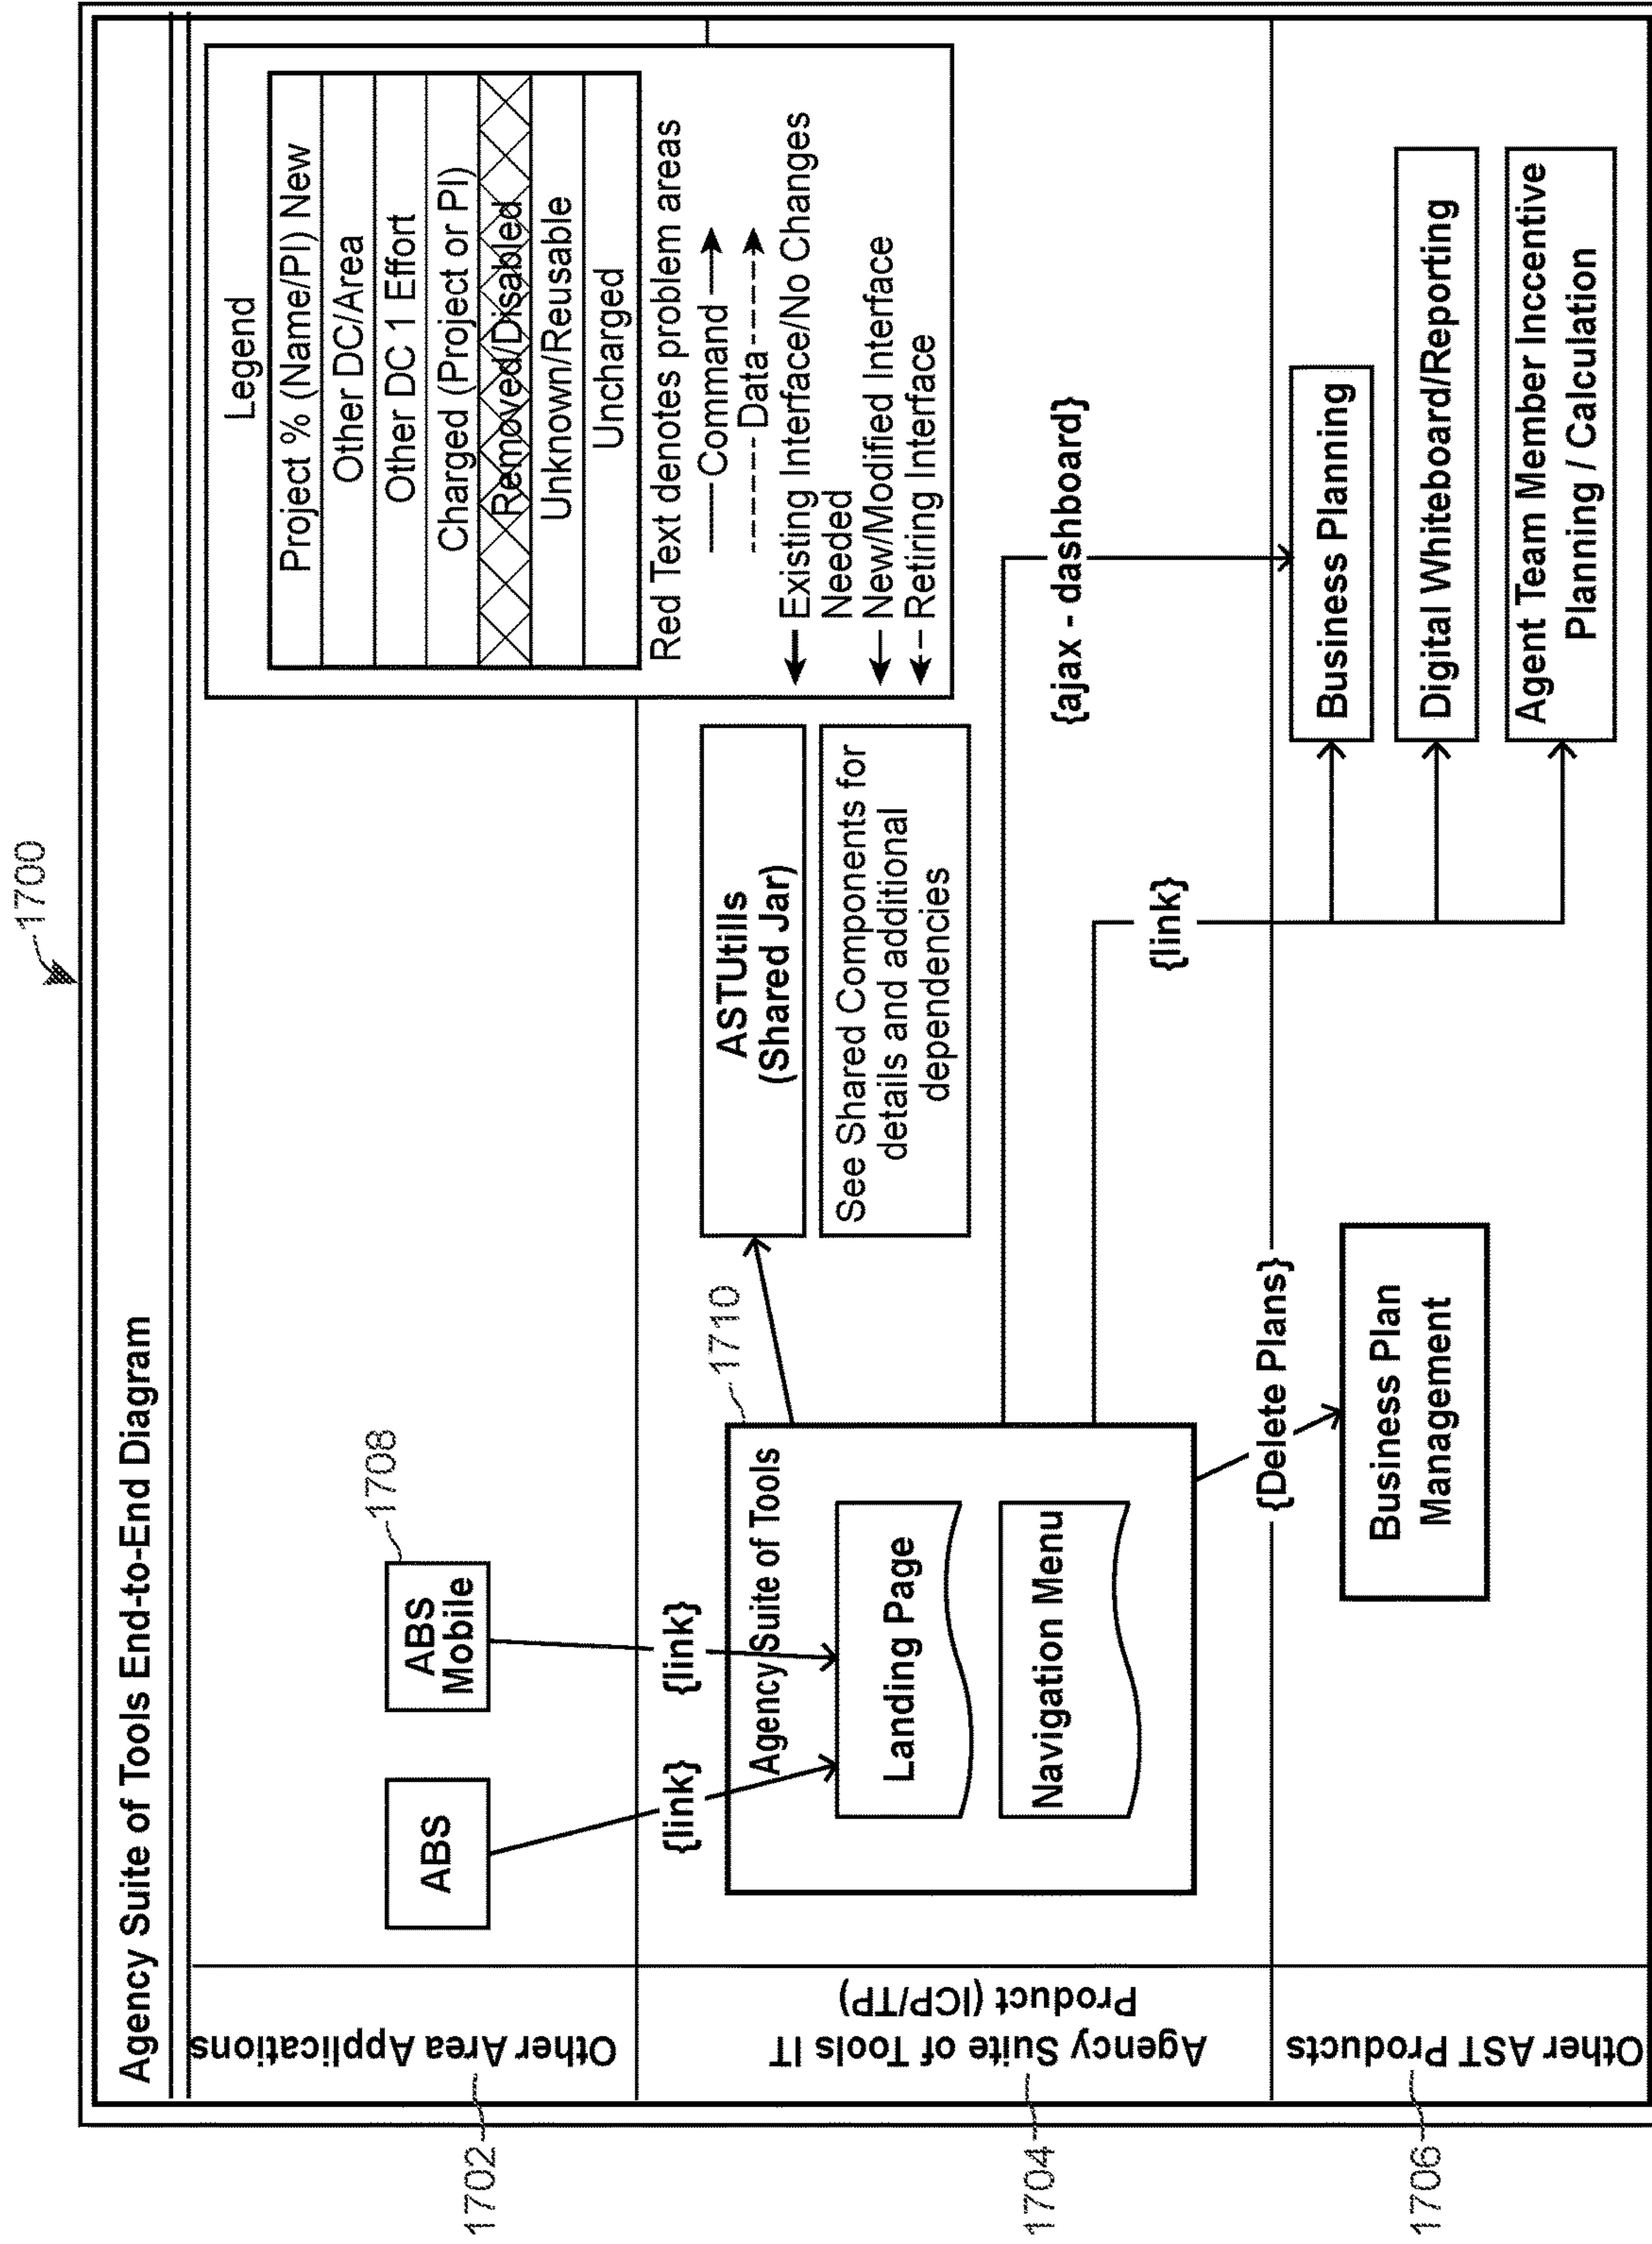 1700
Agency Suite of Tools End-to-End Diagram
1702
Other Area Applications
ABS
ABS
Mobile
1708
{link}
{link}
Legend
Project % (Name/PI) New
Other DC/Area
Other DC 1 Effort
Charged (Project or PI)
Removed/Disabled
Unknown/Reusable
Uncharged
Red Text denotes problem areas
Command
Data
Existing Interface/No Changes
Needed
New/Modified Interface
Retiring Interface
1704
Agency Suite of Tools IT
Product (ICP/TP)
1710
Agency Suite of Tools
Landing Page
Navigation Menu
ASTUtills
(Shared Jar)
See Shared Components for
details and additional
dependencies
{ajax - dashboard}
{link}
{Delete Plans}
1706
Other AST Products
Business Plan
Management
Business Planning
Digital Whiteboard/Reporting
Agent Team Member Inccentive
Planning / Calculation